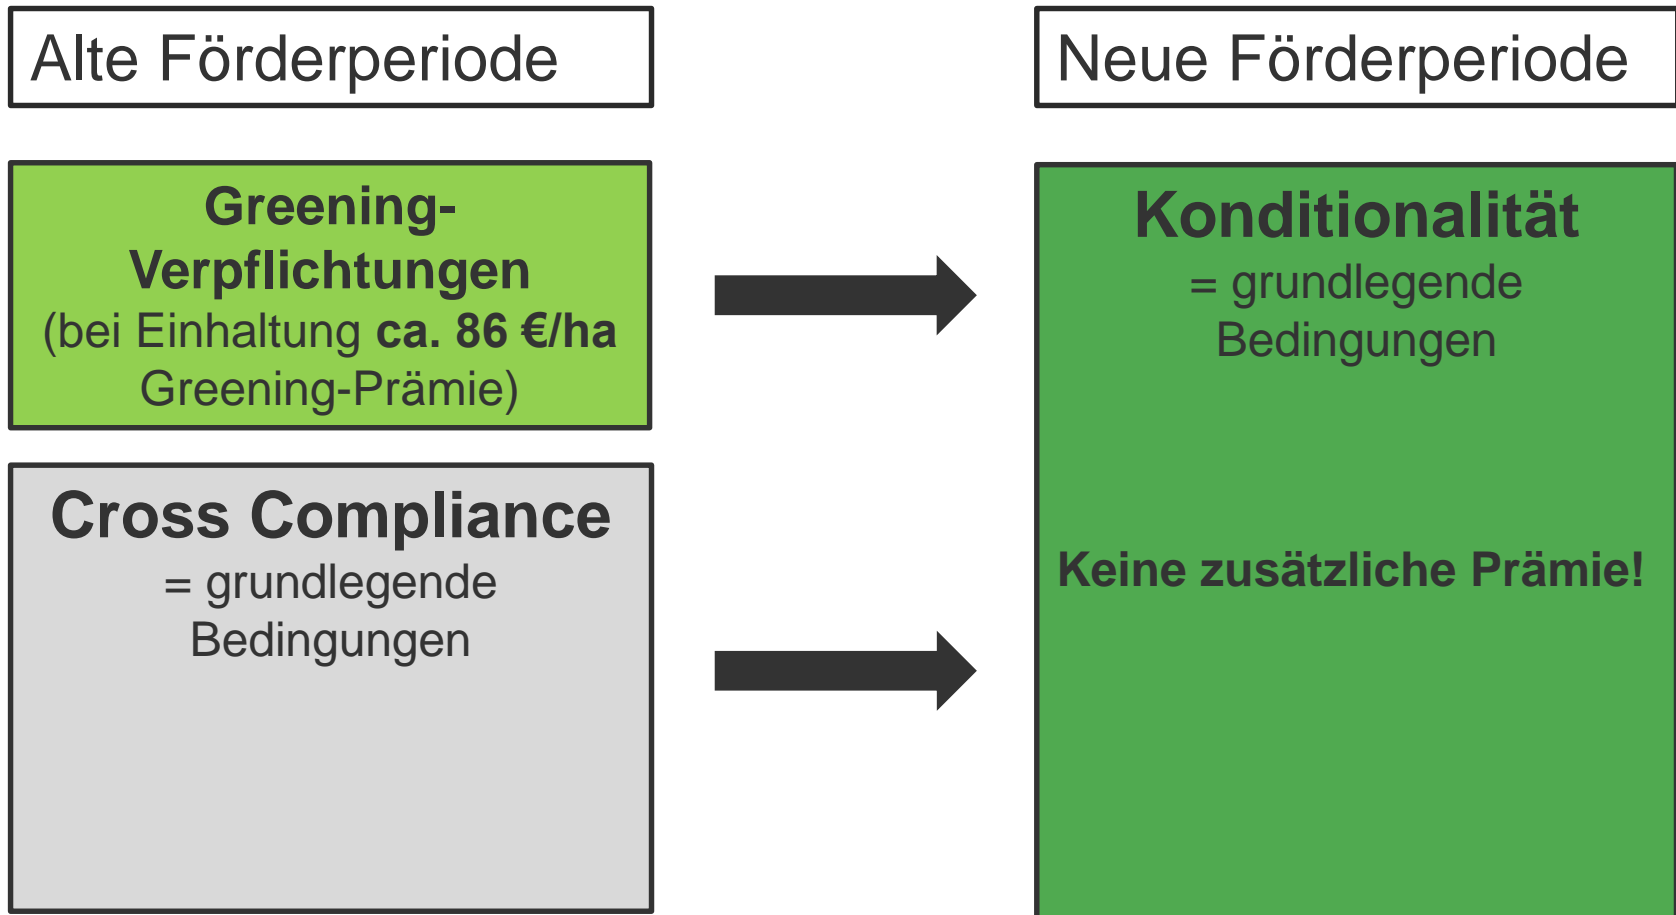 Alte Förderperiode
Neue Förderperiode
Greening-
Verpflichtungen
(bei Einhaltung ca. 86 €/ha
Greening-Prämie)
Cross Compliance
= grundlegende
Bedingungen
Konditionalität
= grundlegende
Bedingungen
Keine zusätzliche Prämie!